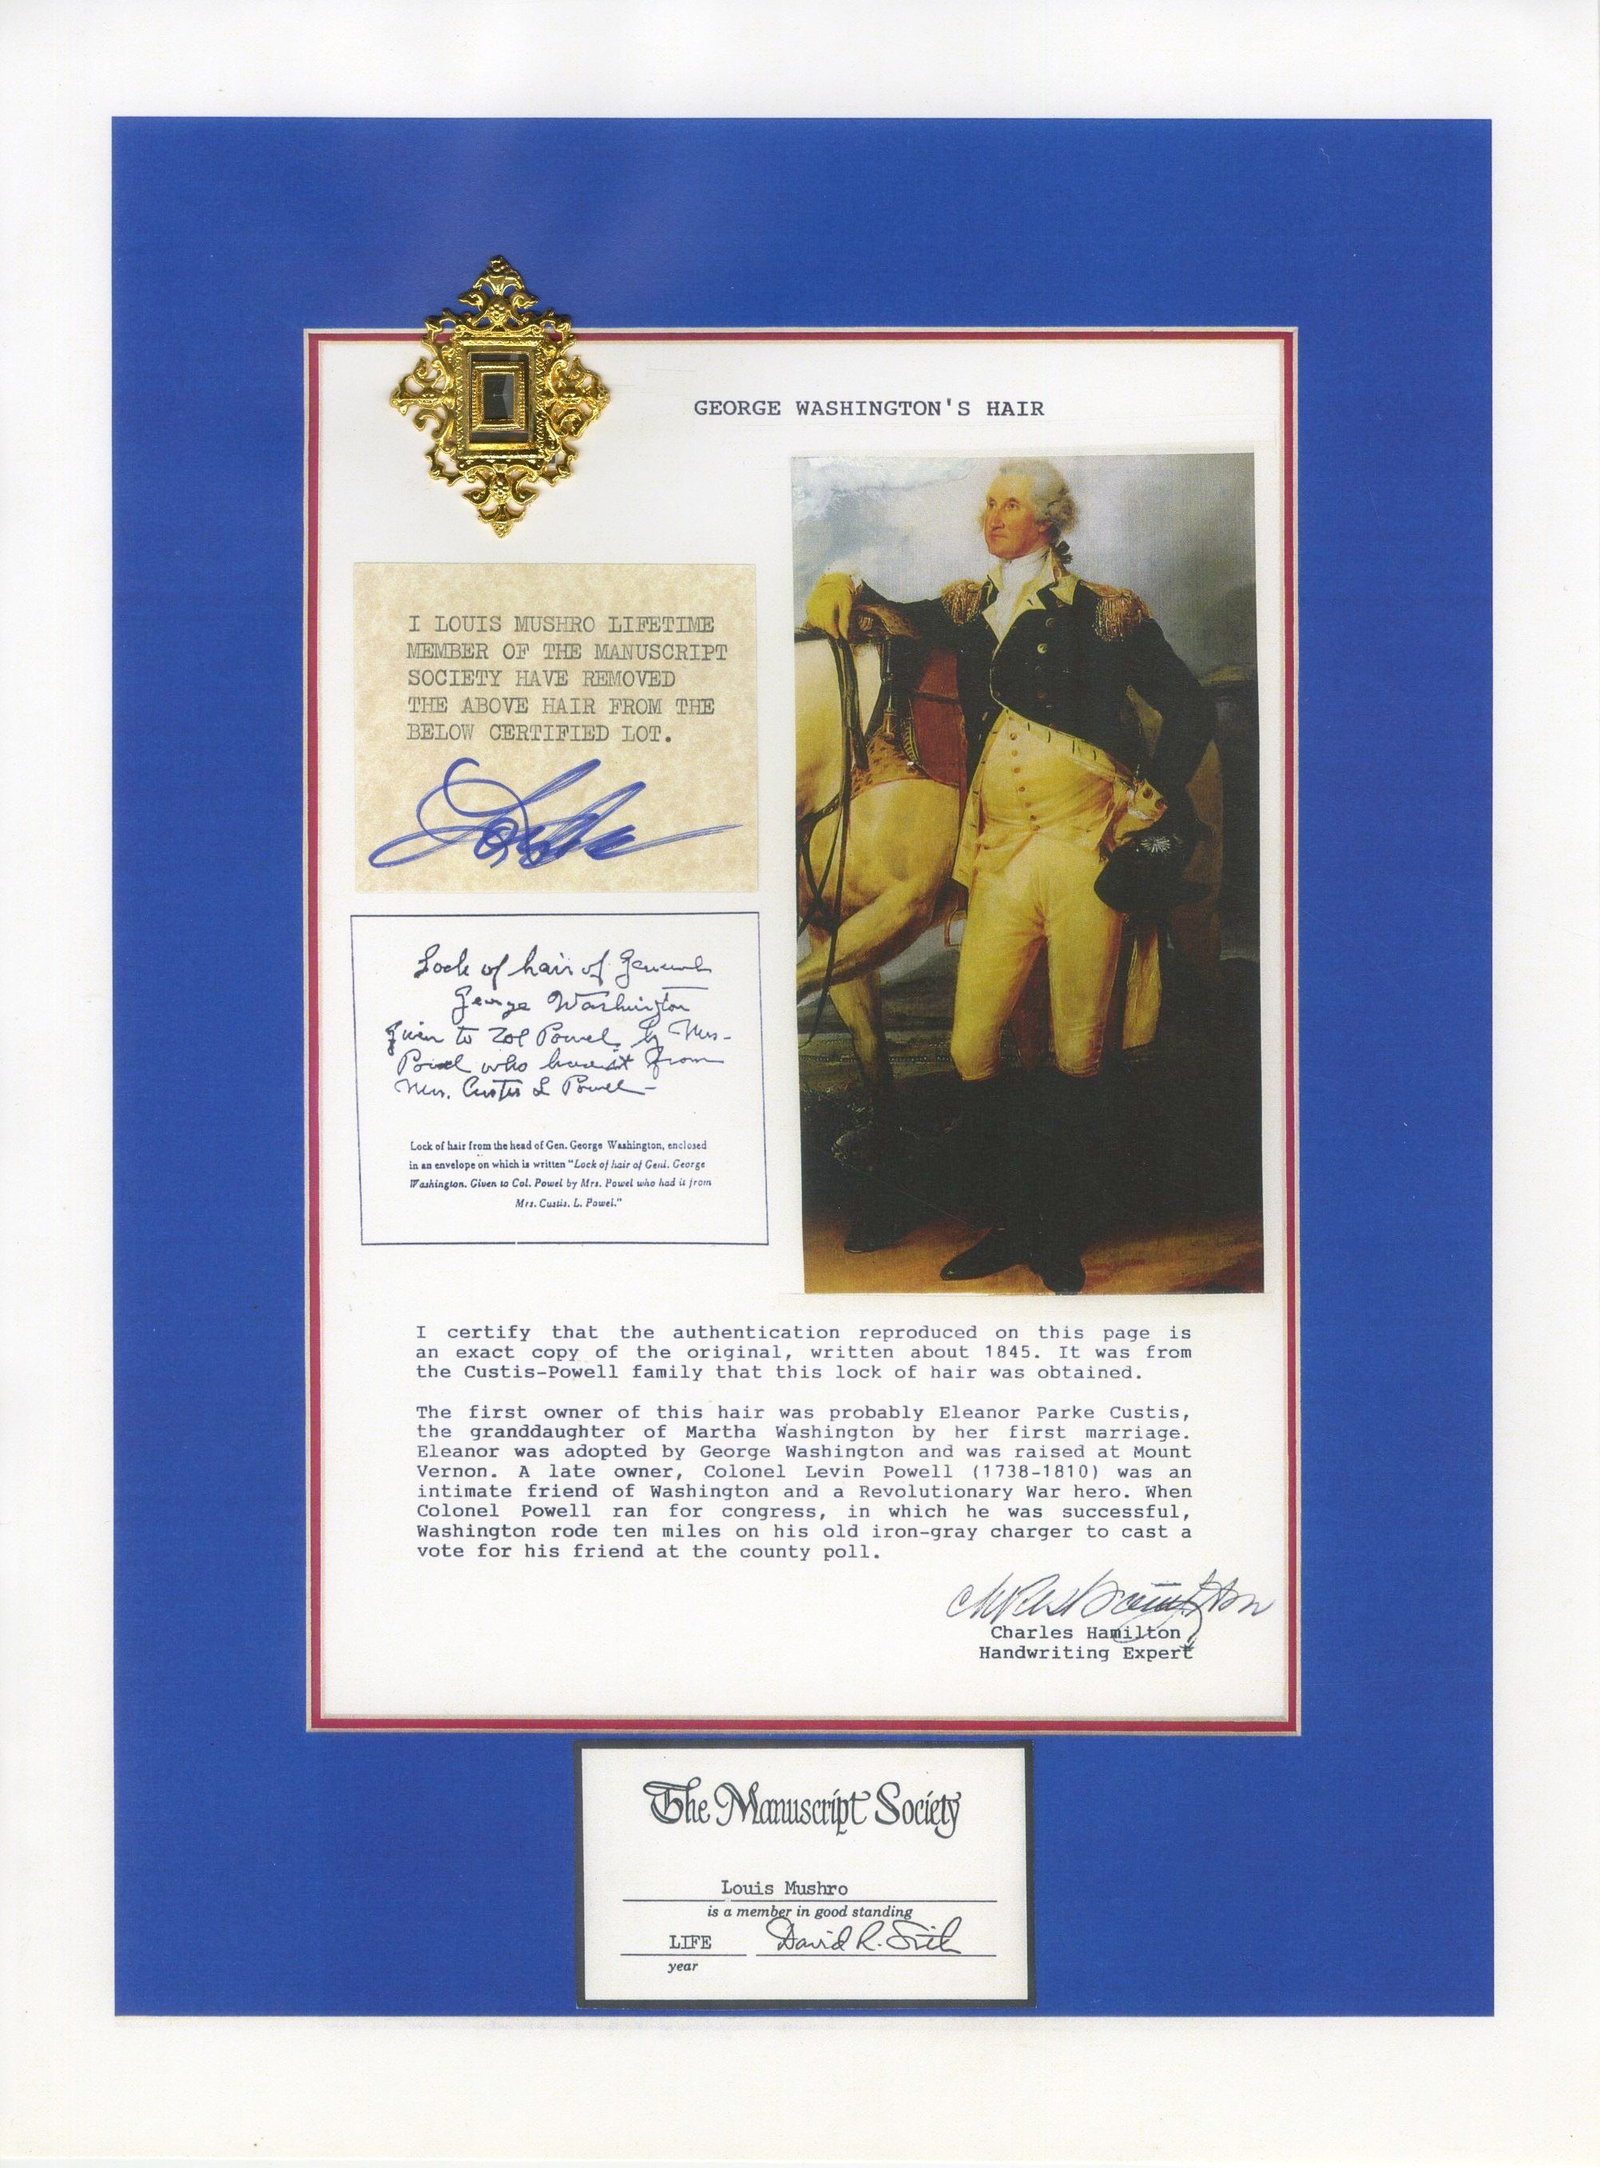 GEORGE WASHINGTON'S HAIR
I LOUIS MUSHRO LIFETIME
MEMBER OF THE MANUSCRIPT
SOCIETY HAVE REMOVED
THE ABOVE HAIR FROM THE
BELOW CERTIFIED LOT.
Lock of hair of General
George Washington
Given to Col Powel by Mrs.
Powel who had it from
Mrs. Custis L Powel
Lock of hair from the head of Gen. George Washington, enclosed
in an envelope on which is written "Lock of hair of Genl. George
Washington. Given to Col. Powel by Mrs. Powel who had it from
Mrs. Custis. L. Powel."
I certify that the authentication reproduced on this page is
an exact copy of the original, written about 1845. It was from
the Custis-Powell family that this lock of hair was obtained.
The first owner of this hair was probably Eleanor Parke Custis,
the granddaughter of Martha Washington by her first marriage.
Eleanor was adopted by George Washington and was raised at Mount
Vernon. A late owner, Colonel Levin Powell (1738-1810) was an
intimate friend of Washington and a Revolutionary War hero. When
Colonel Powell ran for congress, in which he was successful,
Washington rode ten miles on his old iron-gray charger to cast a
vote for his friend at the county poll.
Charles Hamilton
Handwriting Expert
The Manuscript Society
Louis Mushro
is a member in good standing
LIFE David R. Smith
year